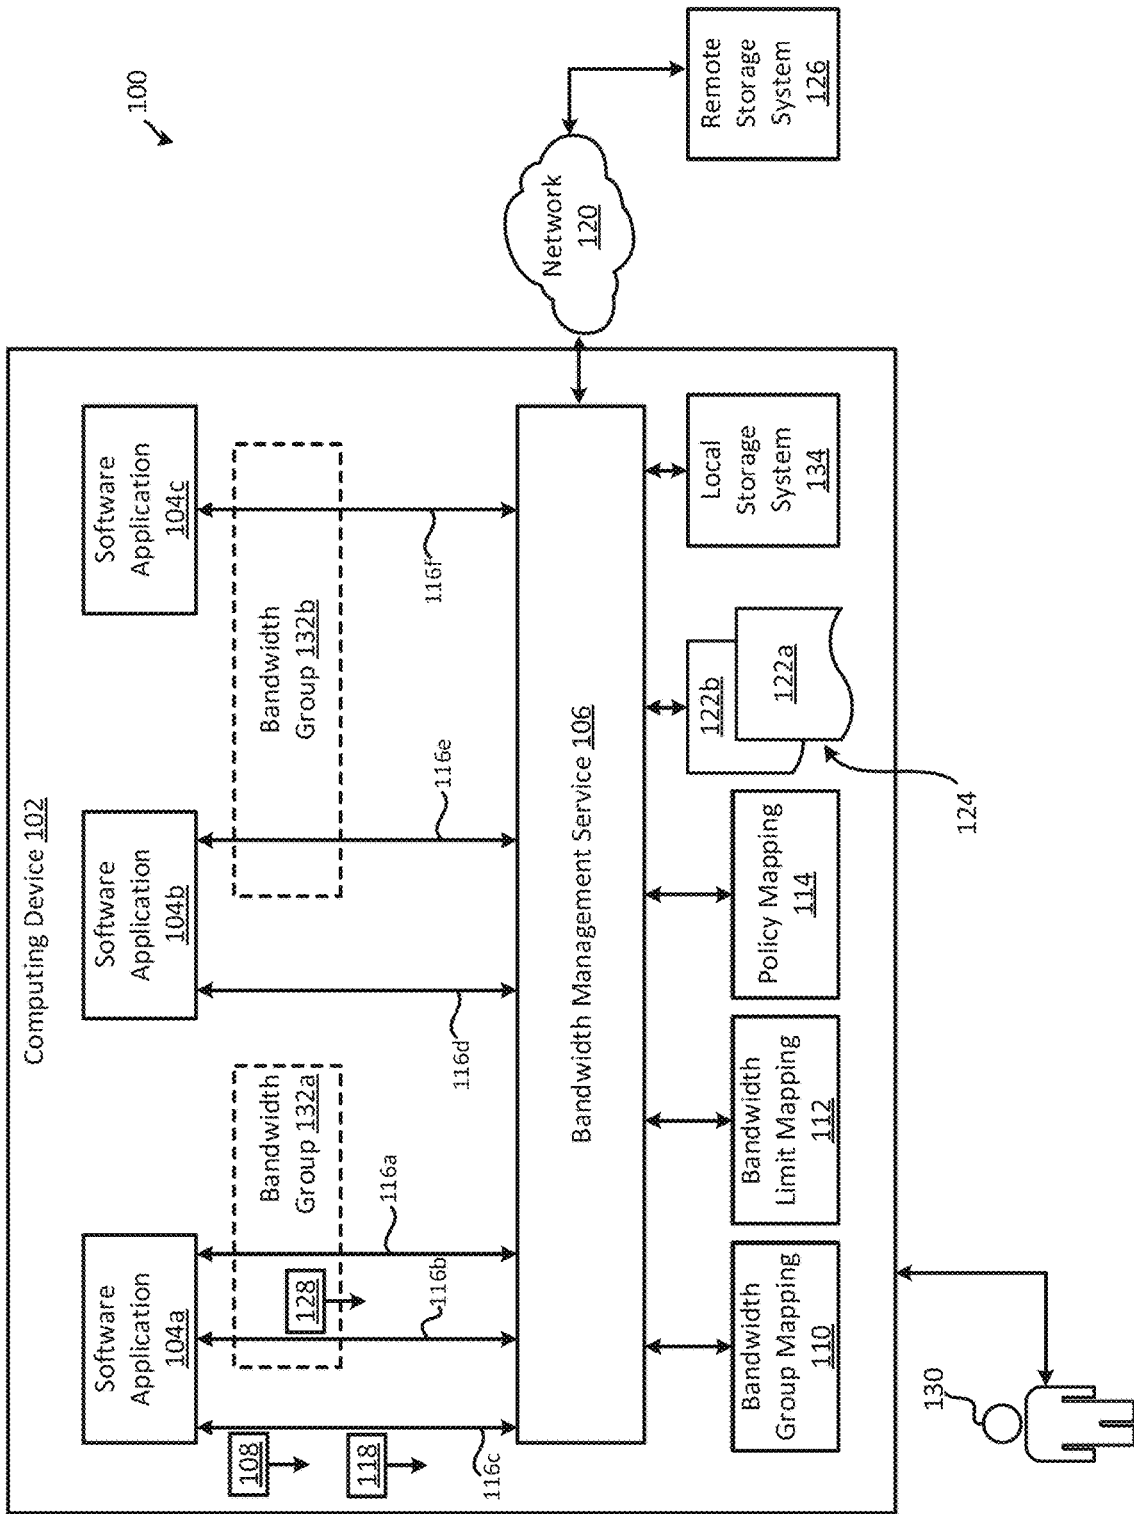 100
Computing Device 102
Software
Application
104a
Software
Application
104b
Software
Application
104c
108
118
128
Bandwidth
Group 132a
Bandwidth
Group 132b
116c
116b
116a
116d
116e
116f
Bandwidth Management Service 106
Network
120
Remote
Storage
System
126
Bandwidth
Group Mapping
110
Bandwidth
Limit Mapping
112
Policy Mapping
114
122b
122a
124
Local
Storage
System
134
130